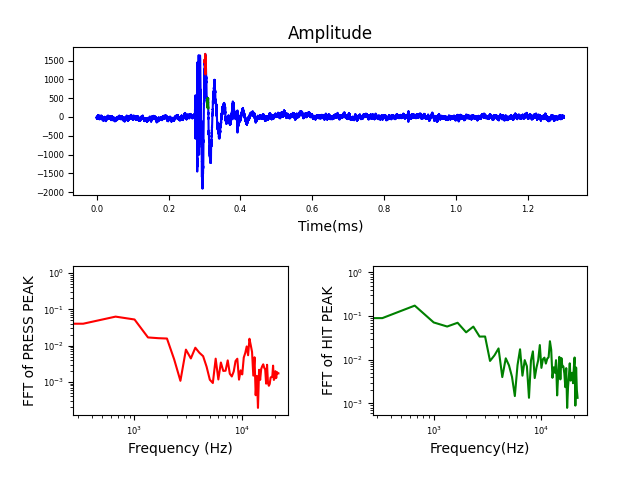 Amplitude
1500
1000
500
0
−500
−1000
−1500
−2000
0.0 0.2 0.4 0.6 0.8 1.0 1.2
Time(ms)
FFT of PRESS PEAK
10⁰
10⁻¹
10⁻²
10⁻³
10³ 10⁴
Frequency (Hz)
FFT of HIT PEAK
10⁰
10⁻¹
10⁻²
10⁻³
10³ 10⁴
Frequency(Hz)